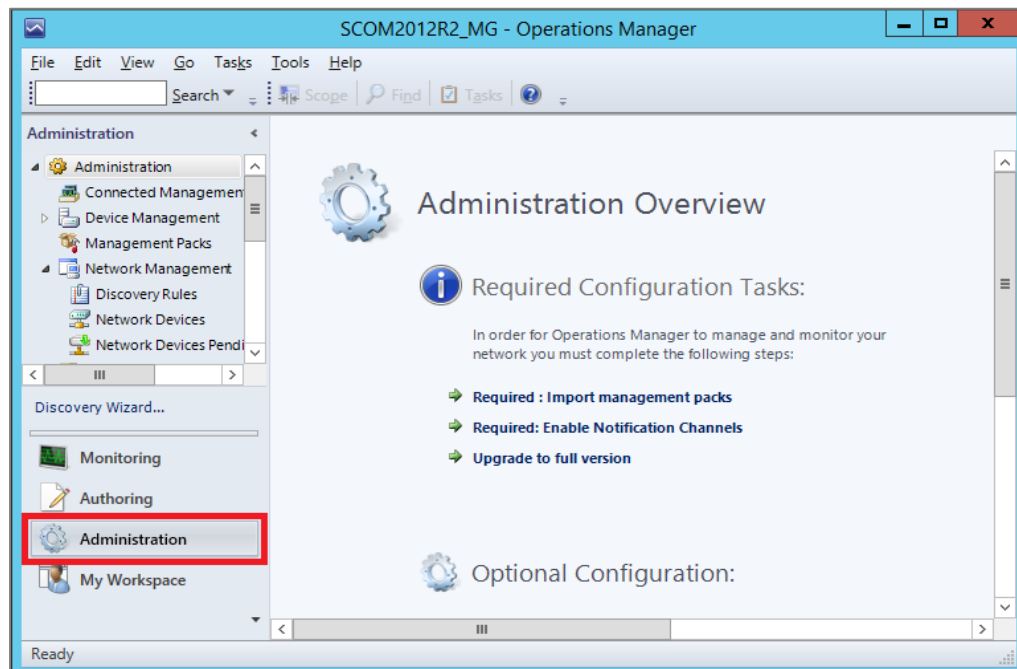 SCOM2012R2_MG - Operations Manager
File Edit View Go Tasks Tools Help
Search Scope Find Tasks
Administration
Administration
Connected Managemen
Device Management
Management Packs
Network Management
Discovery Rules
Network Devices
Network Devices Pendi
Discovery Wizard...
Monitoring
Authoring
Administration
My Workspace
Administration Overview
Required Configuration Tasks:
In order for Operations Manager to manage and monitor your
network you must complete the following steps:
Required : Import management packs
Required: Enable Notification Channels
Upgrade to full version
Optional Configuration:
Ready